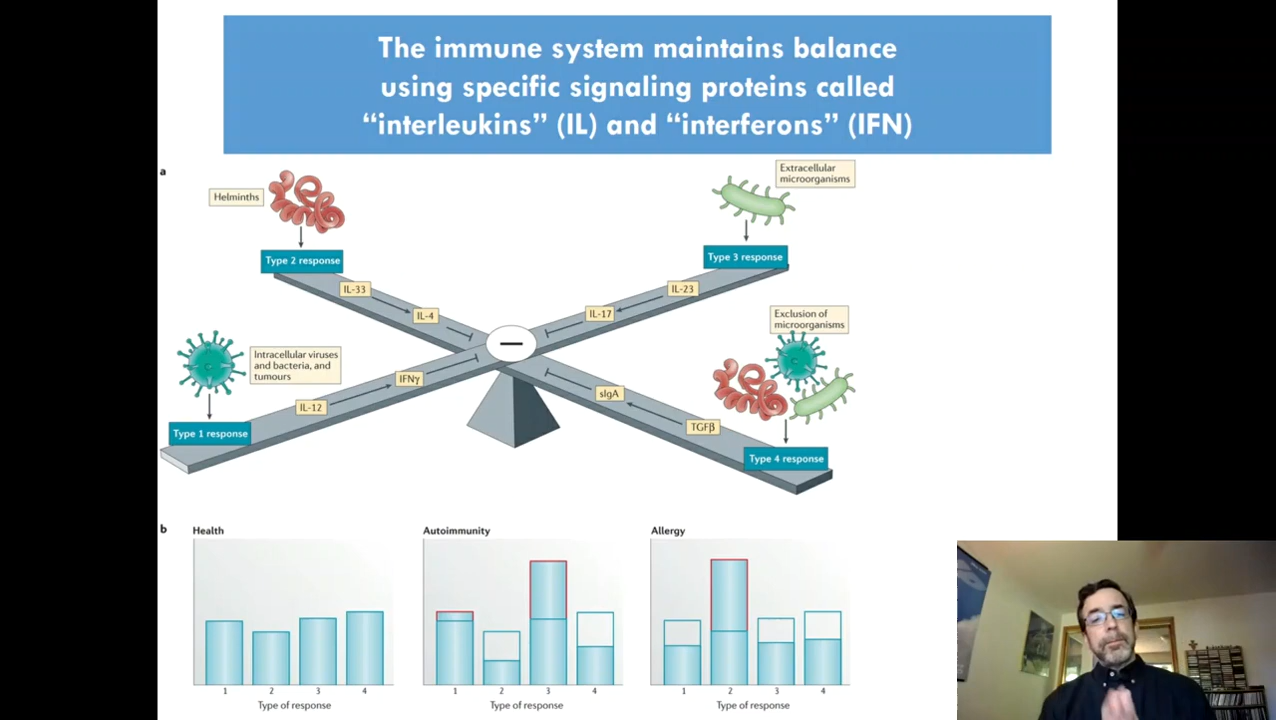 The immune system maintains balance
using specific signaling proteins called
“interleukins” (IL) and “interferons” (IFN)
a
Helminths
Extracellular
microorganisms
Type 2 response
Type 3 response
IL-33
IL-23
IL-4
IL-17
Exclusion of
microorganisms
Intracellular viruses
and bacteria, and
tumours
−
IFNγ
sIgA
IL-12
TGFβ
Type 1 response
Type 4 response
b
Health
1 2 3 4
Type of response
Autoimmunity
1 2 3 4
Type of response
Allergy
1 2 3 4
Type of response